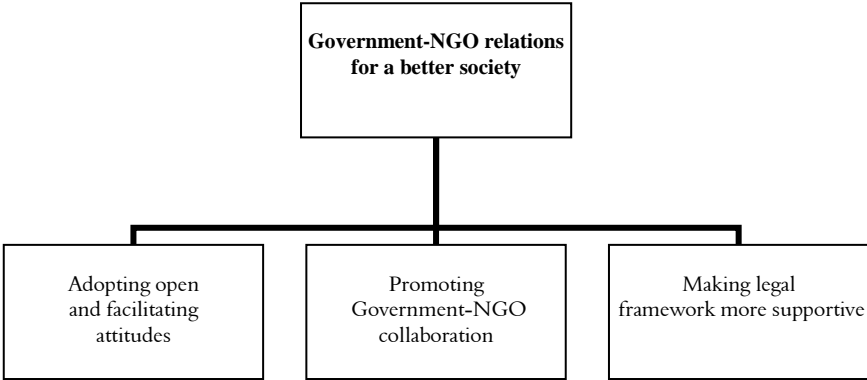 Government-NGO relations
for a better society
Adopting open
and facilitating
attitudes
Promoting
Government-NGO
collaboration
Making legal
framework more supportive